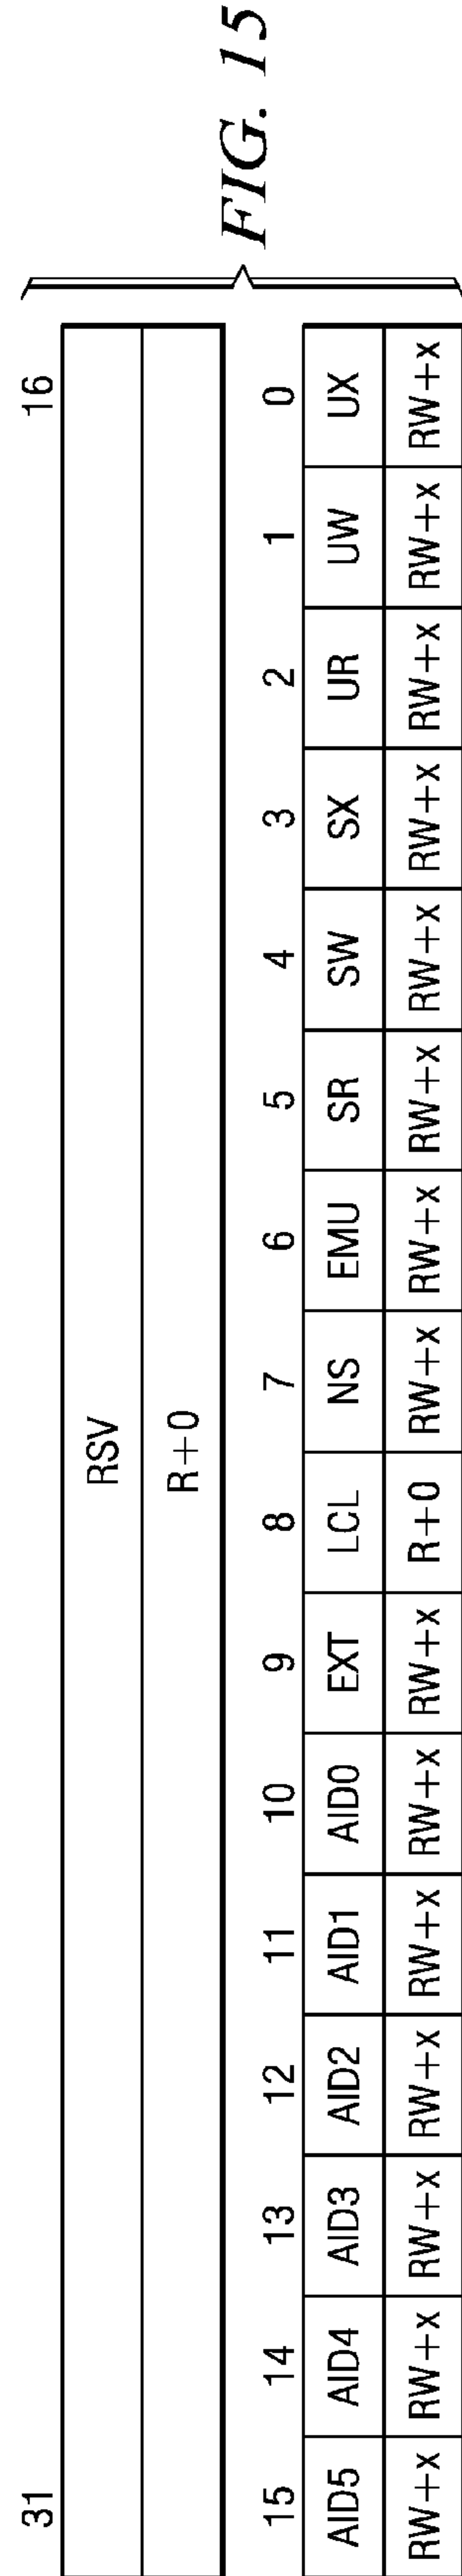 31 16
RSV
R+0
15 14 13 12 11 10 9 8 7 6 5 4 3 2 1 0
AID5 AID4 AID3 AID2 AID1 AID0 EXT LCL NS EMU SR SW SX UR UW UX
RW+x RW+x RW+x RW+x RW+x RW+x RW+x R+0 RW+x RW+x RW+x RW+x RW+x RW+x RW+x RW+x
FIG. 15